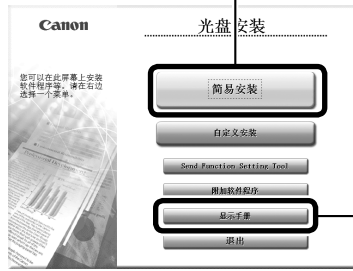 Canon
光盘安装
您可以在此屏幕上安装
软件程序等。请在右边
选择一个菜单。
简易安装
自定义安装
Send Function Setting Tool
附加软件程序
显示手册
退出